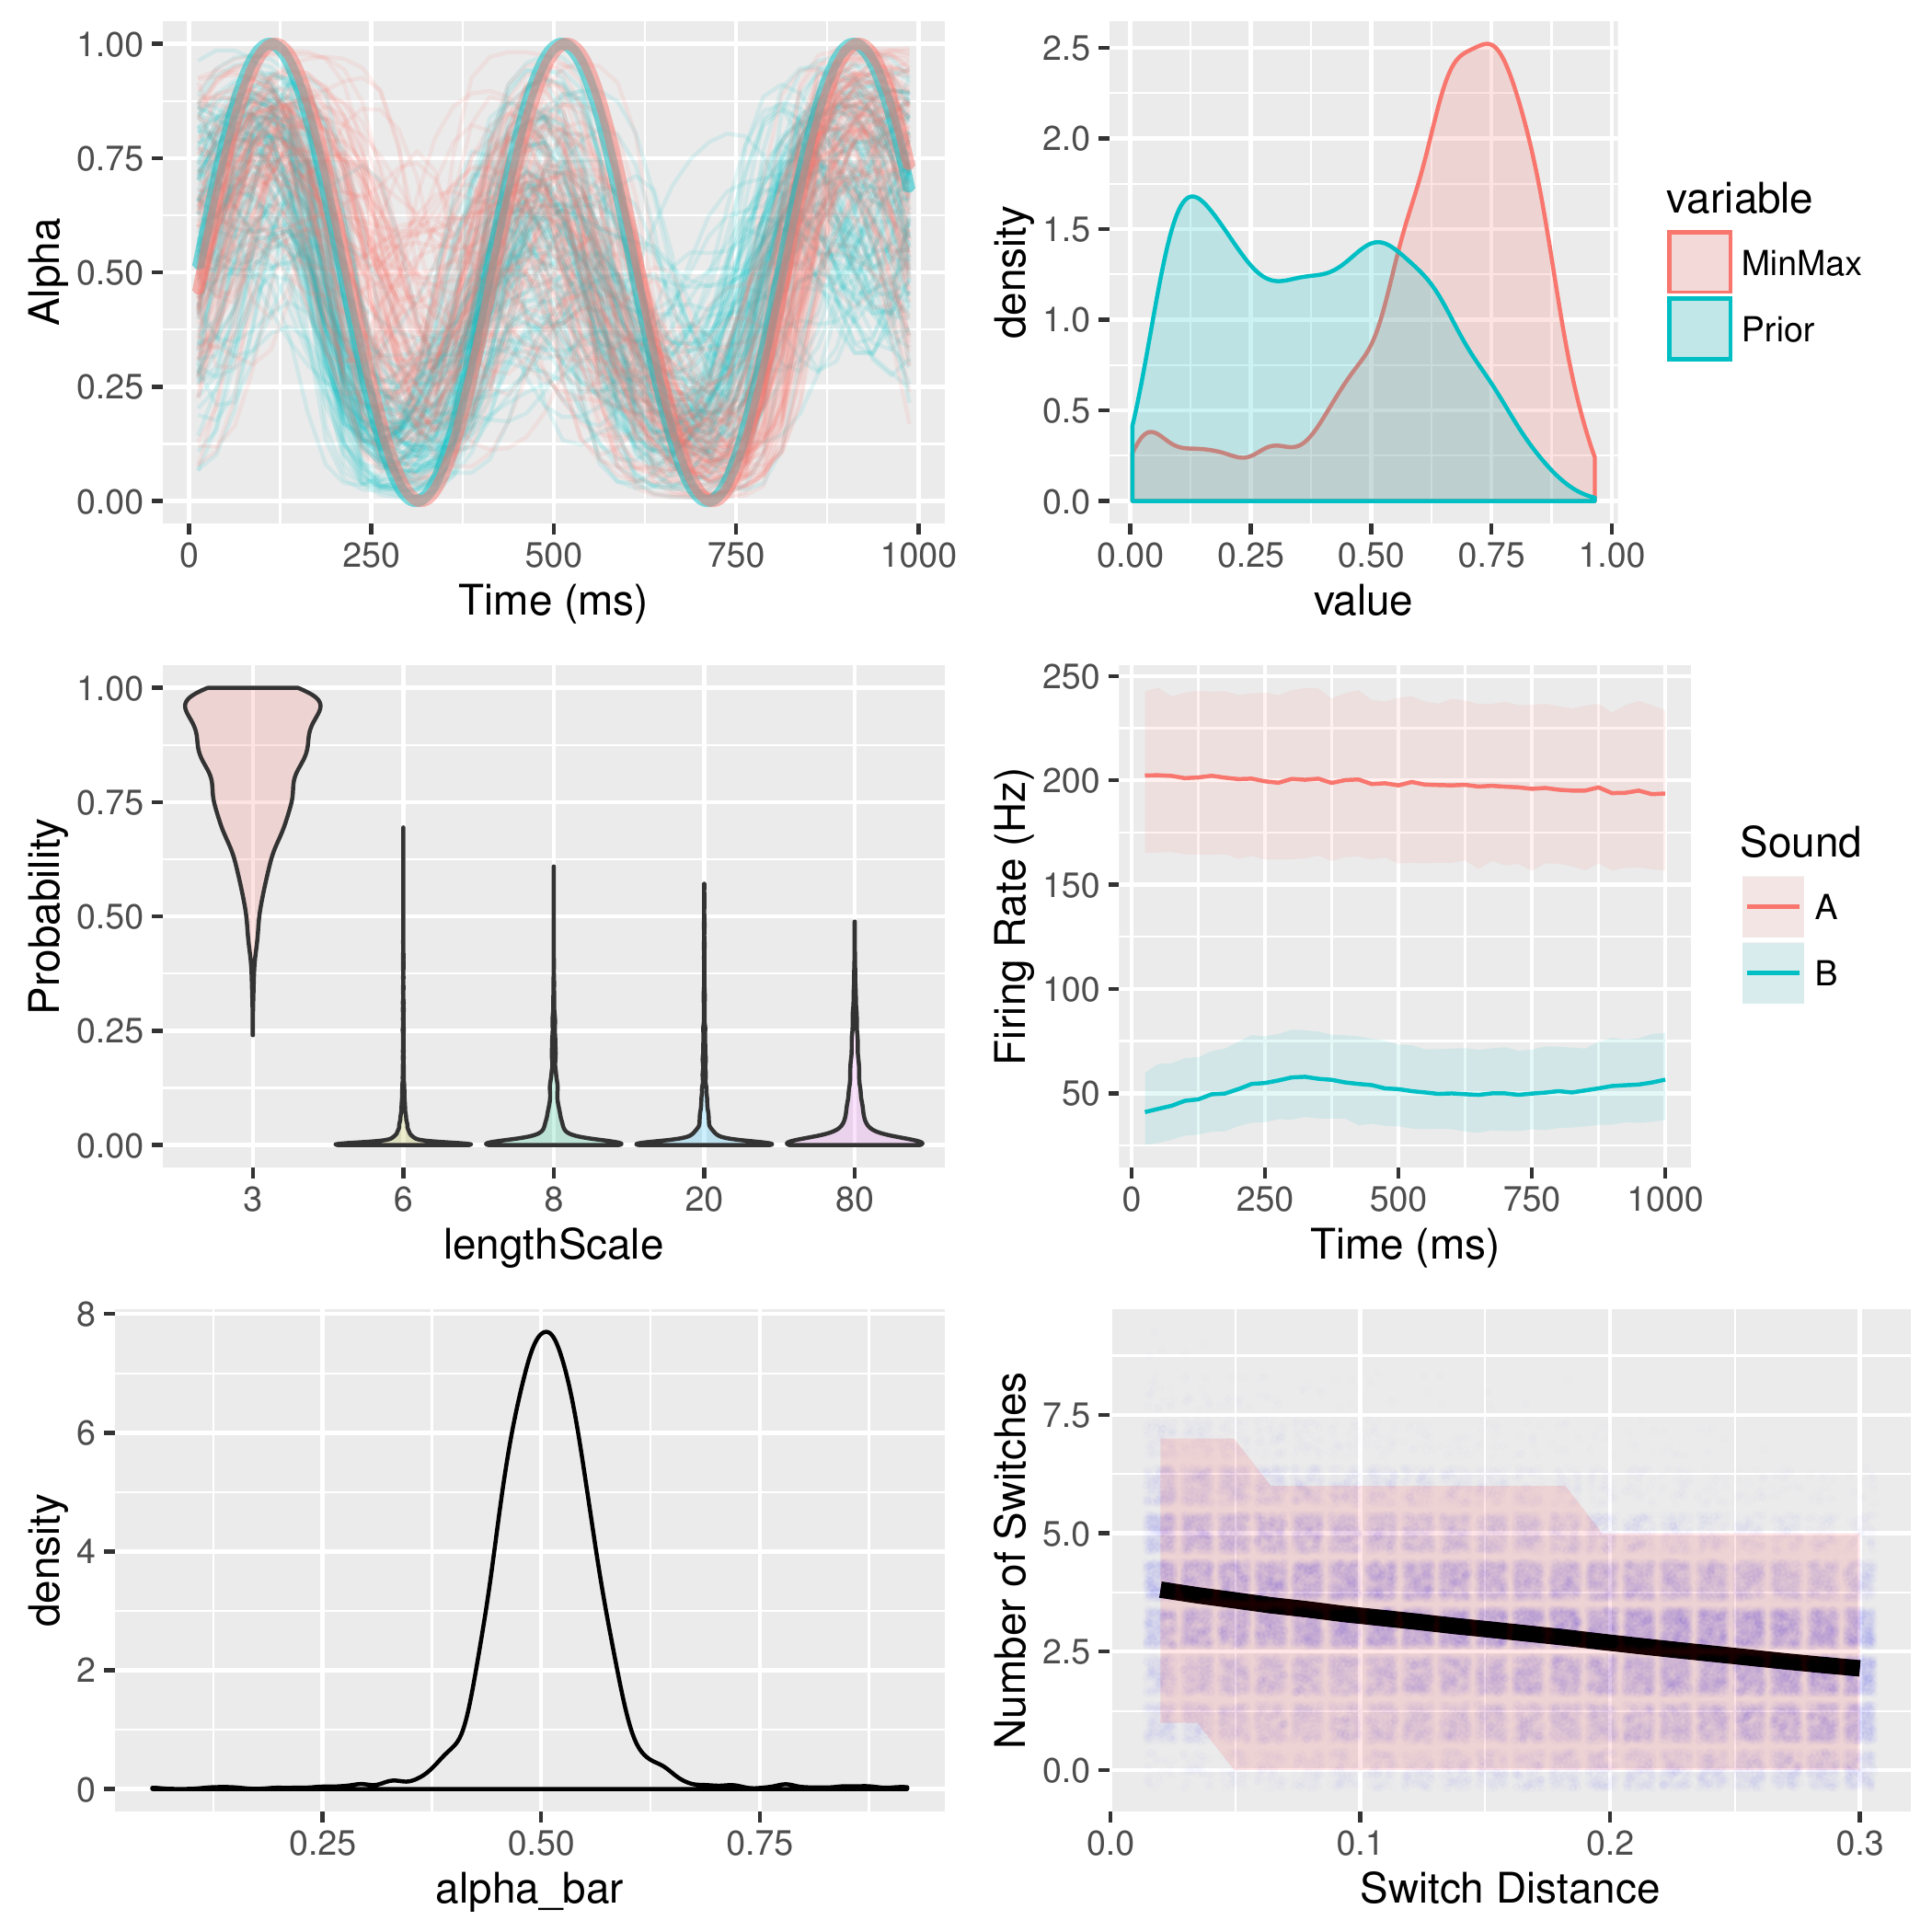 1.00
0.75
0.50
0.25
0.00
Alpha
0 250 500 750 1000
Time (ms)
2.5
2.0
1.5
1.0
0.5
0.0
density
0.00 0.25 0.50 0.75 1.00
value
variable
MinMax
Prior
1.00
0.75
0.50
0.25
0.00
Probability
3 6 8 20 80
lengthScale
250
200
150
100
50
Firing Rate (Hz)
0 250 500 750 1000
Time (ms)
Sound
A
B
8
6
4
2
0
density
0.25 0.50 0.75
alpha_bar
7.5
5.0
2.5
0.0
Number of Switches
0.0 0.1 0.2 0.3
Switch Distance